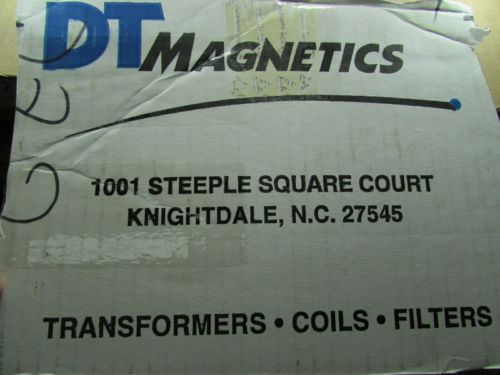 DT MAGNETICS
1001 STEEPLE SQUARE COURT
KNIGHTDALE, N.C. 27545
TRANSFORMERS • COILS • FILTERS